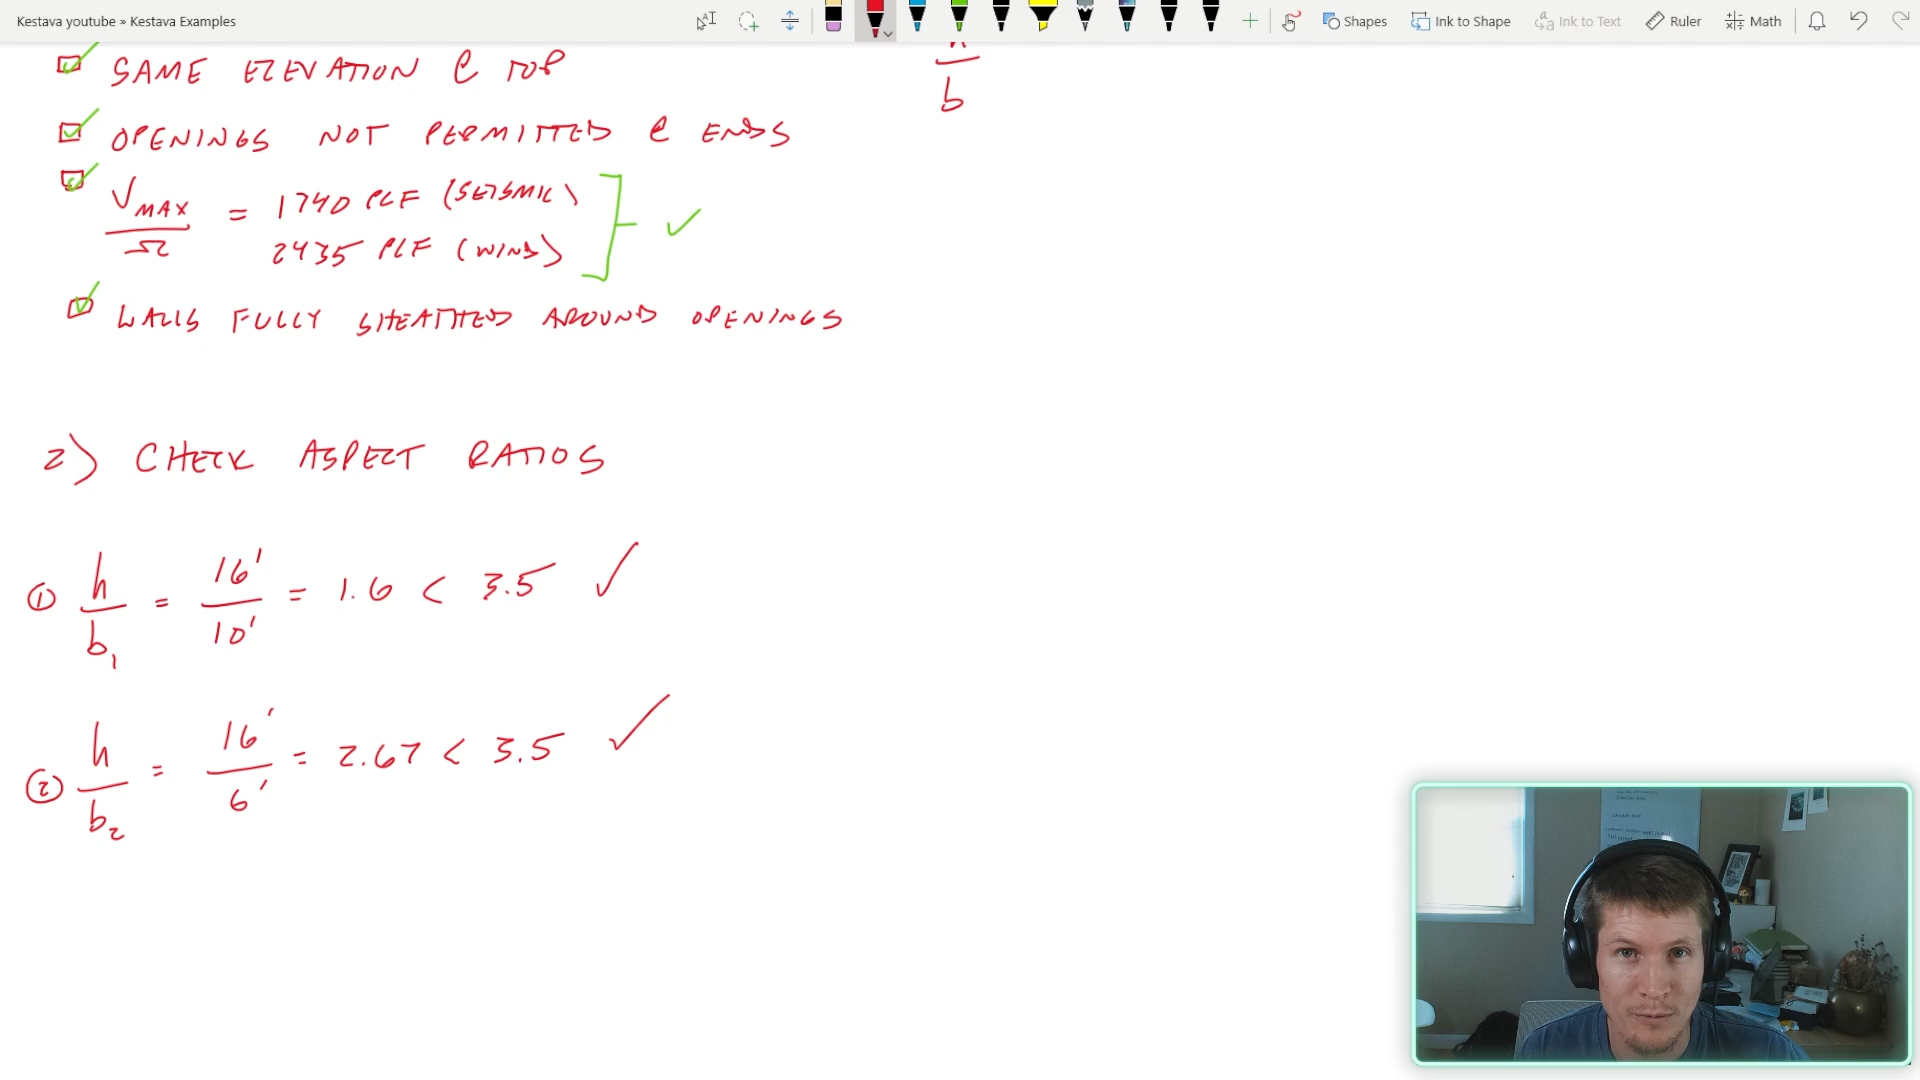 Kestava youtube » Kestava Examples
Shapes Ink to Shape Ink to Text Ruler Math
h
b
SAME ELEVATION @ TOP
OPENINGS NOT PERMITTED @ ENDS
VMAX / Ω = 1740 PLF (SEISMIC)
2435 PLF (WIND)
WALLS FULLY SHEATHED AROUND OPENINGS
2) CHECK ASPECT RATIOS
① h / b1 = 16' / 10' = 1.6 < 3.5 ✓
② h / b2 = 16' / 6' = 2.67 < 3.5 ✓